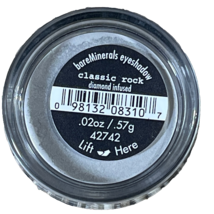 bareMinerals eyeshadow
classic rock
diamond infused
0 98132 08310 7
.02oz /.57g
42742
Lift Here